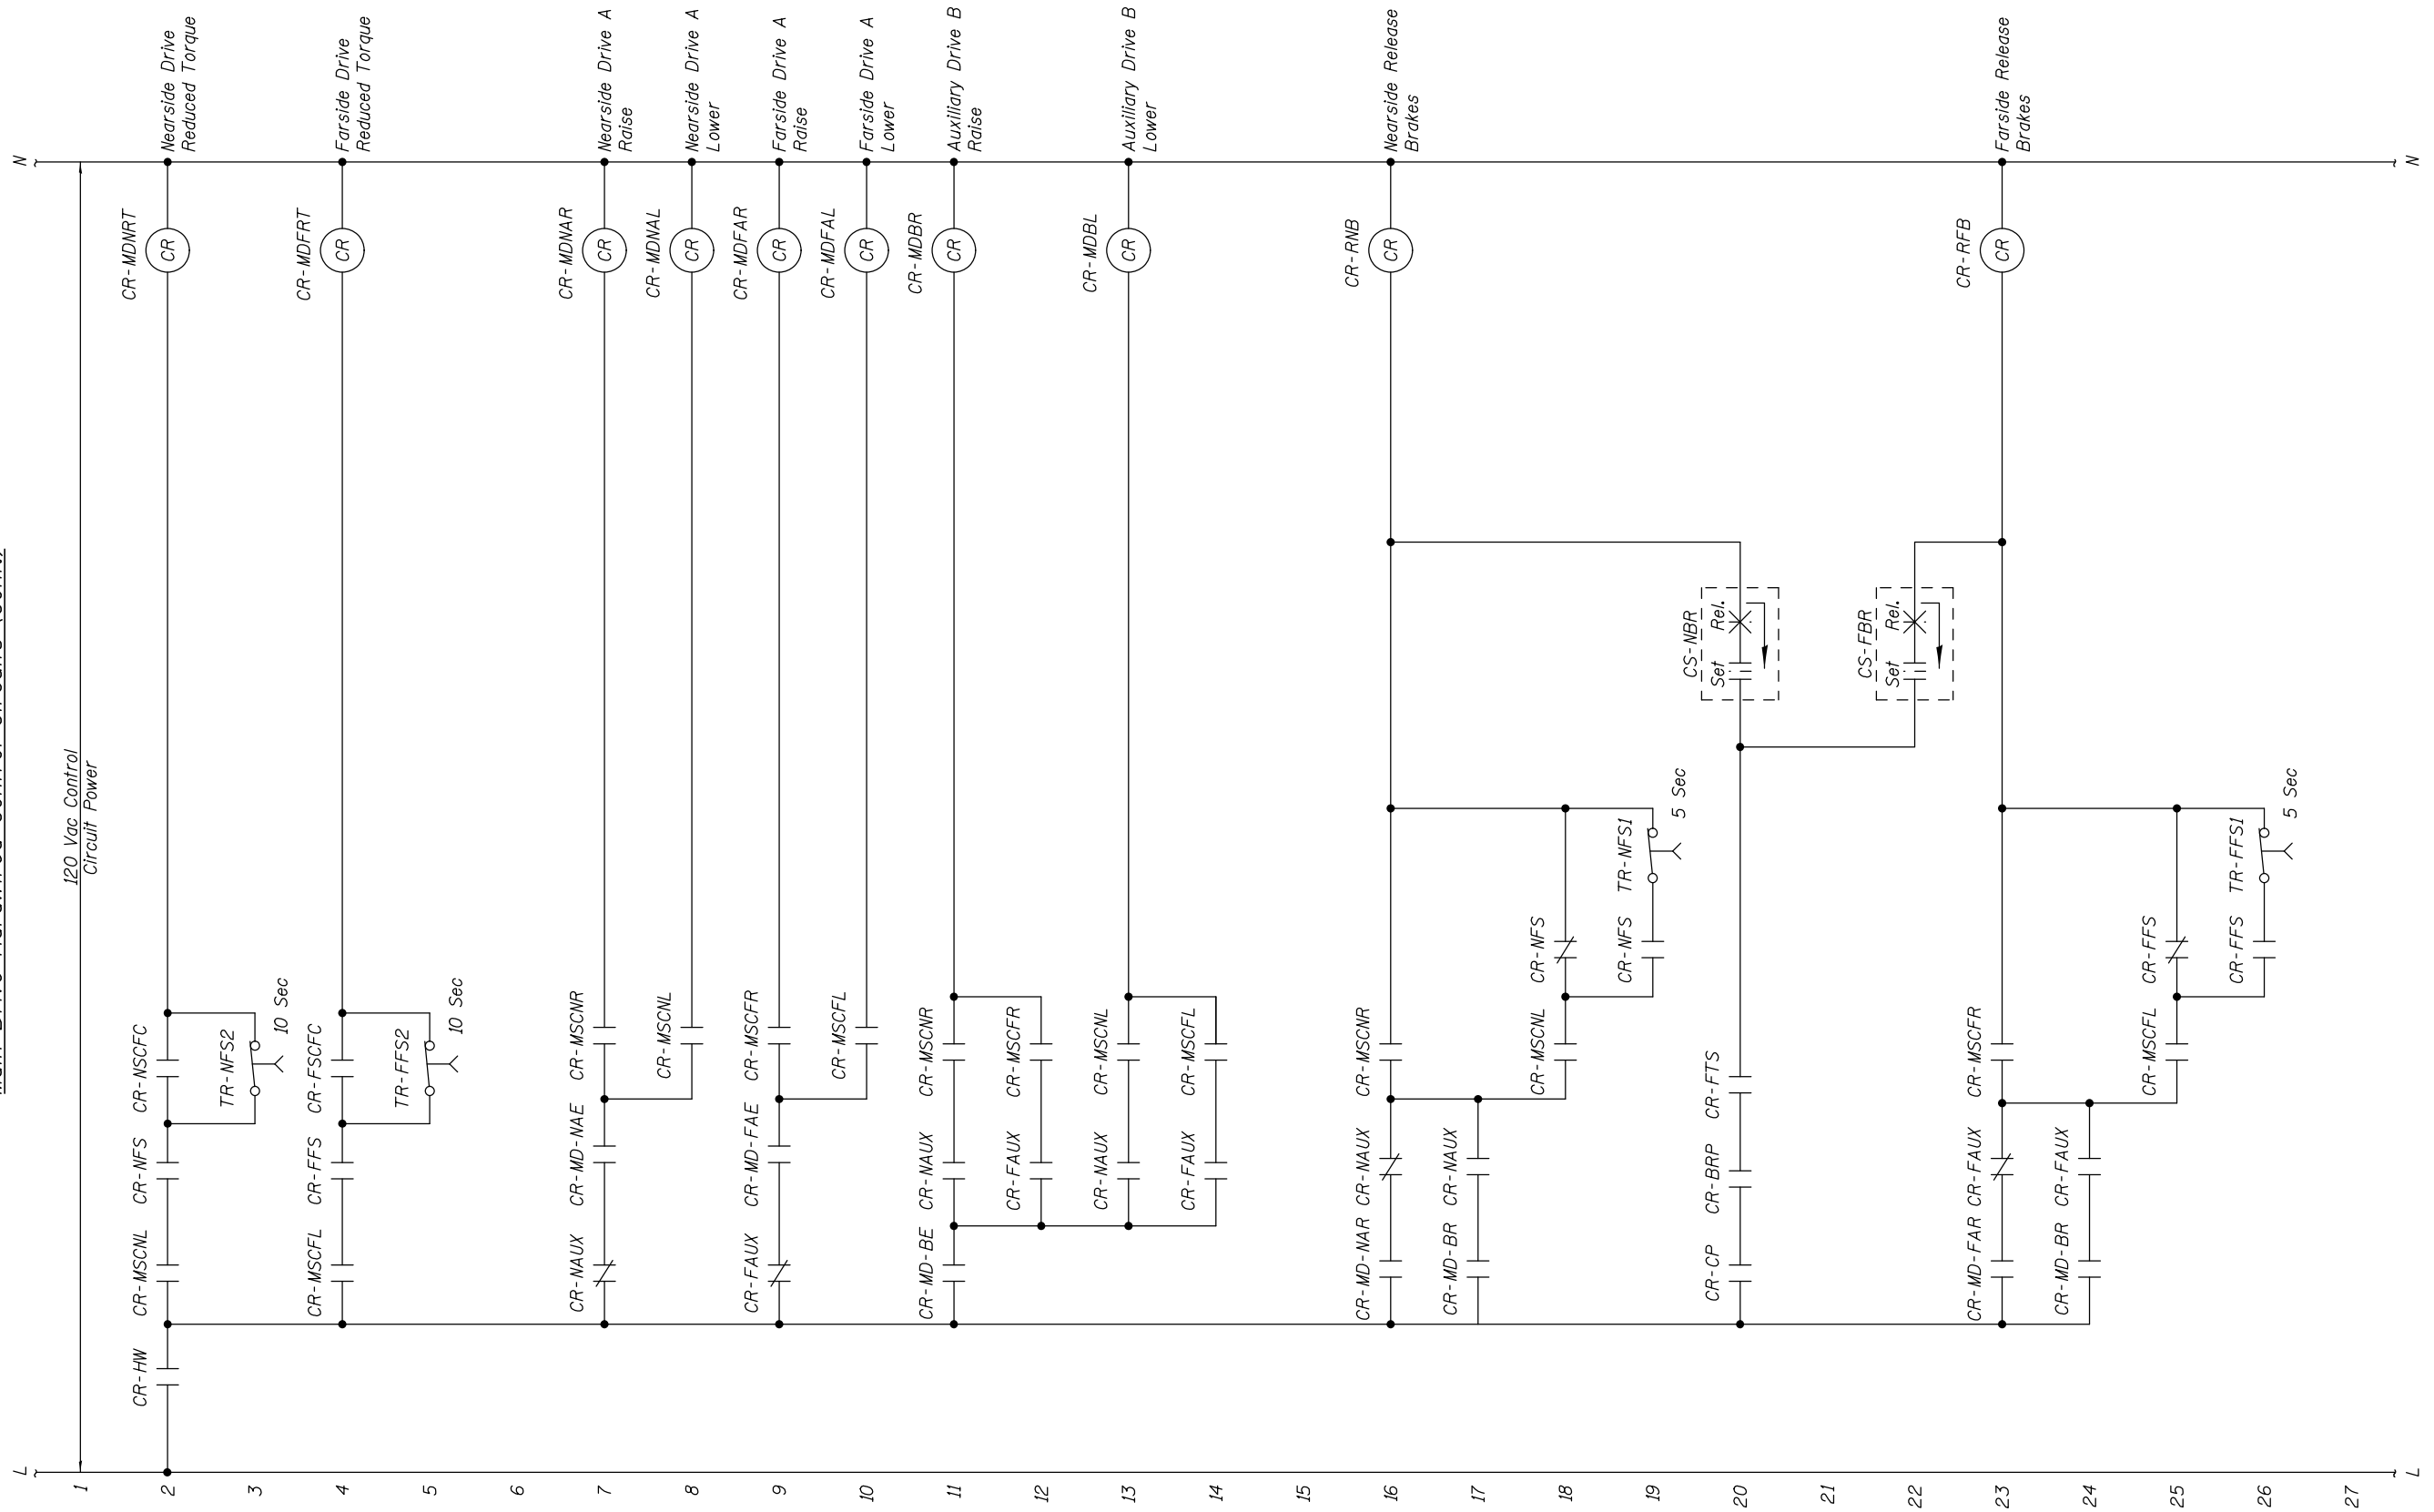 L
N
1
120 Vac Control
Circuit Power
2
CR-HW
CR-MSCNL
CR-NFS
CR-NSCFC
CR-MDNRT
CR
Nearside Drive
Reduced Torque
3
TR-NFS2
10 Sec
4
CR-MSCFL
CR-FFS
CR-FSCFC
CR-MDFRT
CR
Farside Drive
Reduced Torque
5
TR-FFS2
10 Sec
6
7
CR-NAUX
CR-MD-NAE
CR-MSCNR
CR-MDNAR
CR
Nearside Drive A
Raise
8
CR-MSCNL
CR-MDNAL
CR
Nearside Drive A
Lower
9
CR-FAUX
CR-MD-FAE
CR-MSCFR
CR-MDFAR
CR
Farside Drive A
Raise
10
CR-MSCFL
CR-MDFAL
CR
Farside Drive A
Lower
11
CR-MD-BE
CR-NAUX
CR-MSCNR
CR-MDBR
CR
Auxiliary Drive B
Raise
12
CR-FAUX
CR-MSCFR
13
CR-NAUX
CR-MSCNL
CR-MDBL
CR
Auxiliary Drive B
Lower
14
CR-FAUX
CR-MSCFL
15
16
CR-MD-NAR
CR-NAUX
CR-MSCNR
CR-RNB
CR
Nearside Release
Brakes
17
CR-MD-BR
CR-NAUX
18
CR-MSCNL
CR-NFS
19
CR-NFS
TR-NFS1
5 Sec
20
CR-CP
CR-BRP
CR-FTS
CS-NBR
Set
Rel.
21
22
CS-FBR
Set
Rel.
23
CR-MD-FAR
CR-FAUX
CR-MSCFR
CR-RFB
CR
Farside Release
Brakes
24
CR-MD-BR
CR-FAUX
25
CR-MSCFL
CR-FFS
26
CR-FFS
TR-FFS1
5 Sec
27
L
N